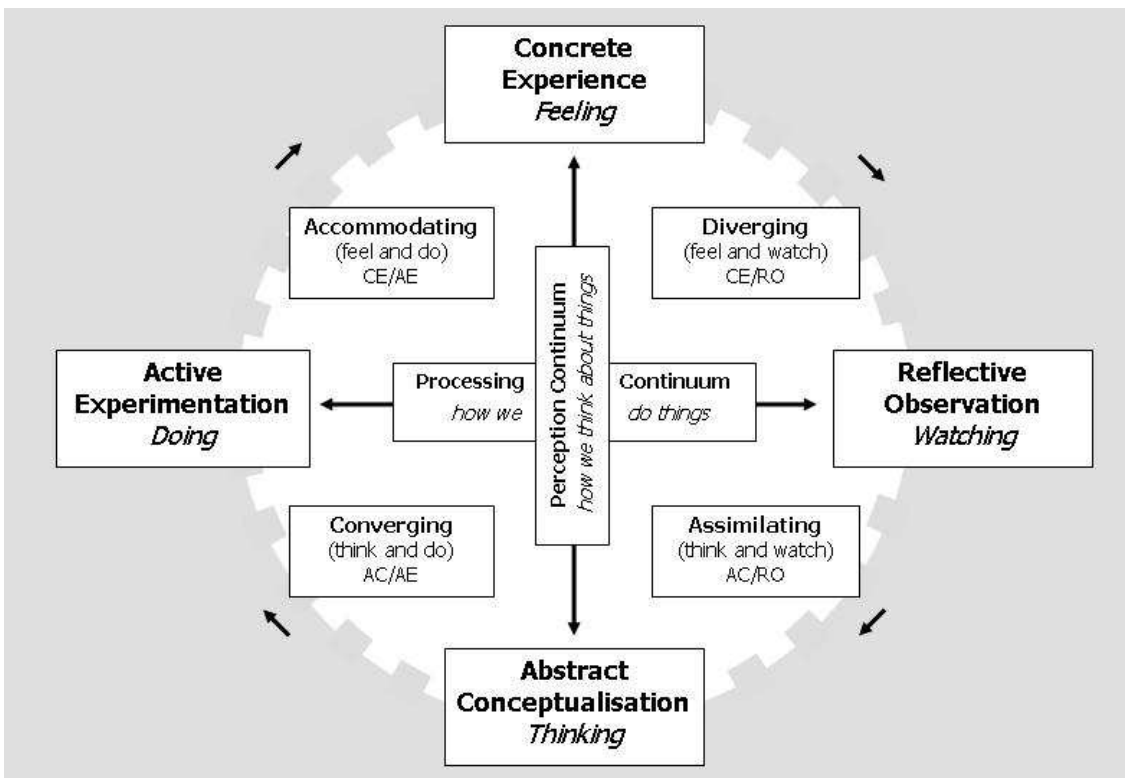 Concrete
Experience
Feeling
Accommodating
(feel and do)
CE/AE
Diverging
(feel and watch)
CE/RO
Perception Continuum
how we think about things
Active
Experimentation
Doing
Processing
how we
Continuum
do things
Reflective
Observation
Watching
Converging
(think and do)
AC/AE
Assimilating
(think and watch)
AC/RO
Abstract
Conceptualisation
Thinking